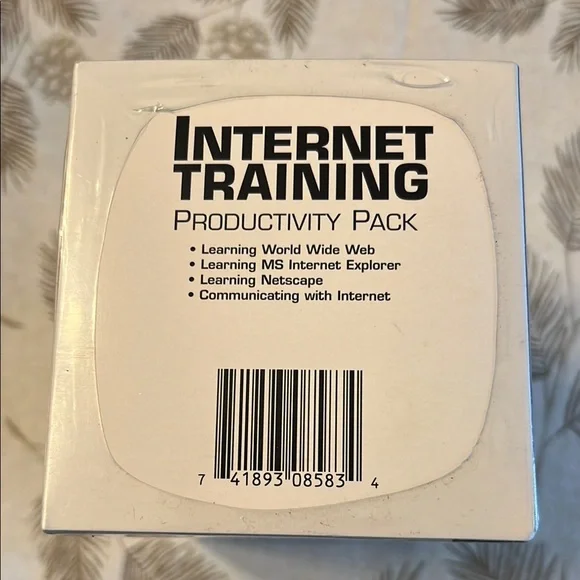 INTERNET
TRAINING
PRODUCTIVITY PACK
• Learning World Wide Web
• Learning MS Internet Explorer
• Learning Netscape
• Communicating with Internet
7 41893 08583 4